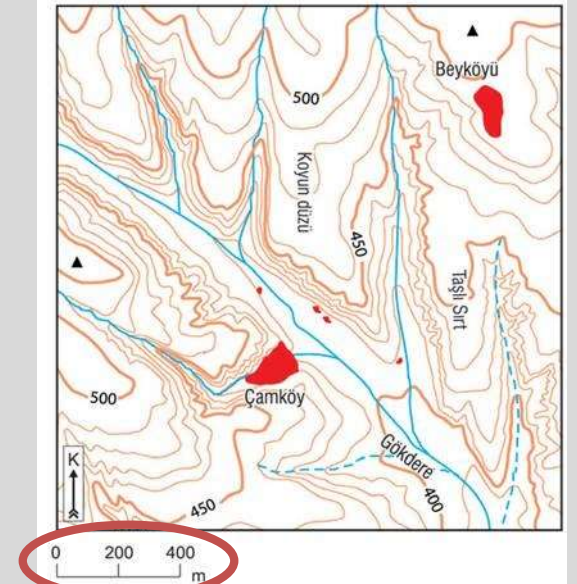 Beyköyü
500
Koyun düzü
450
Taşlı Sırt
500
Çamköy
Gökdere
400
450
K
0 200 400
m